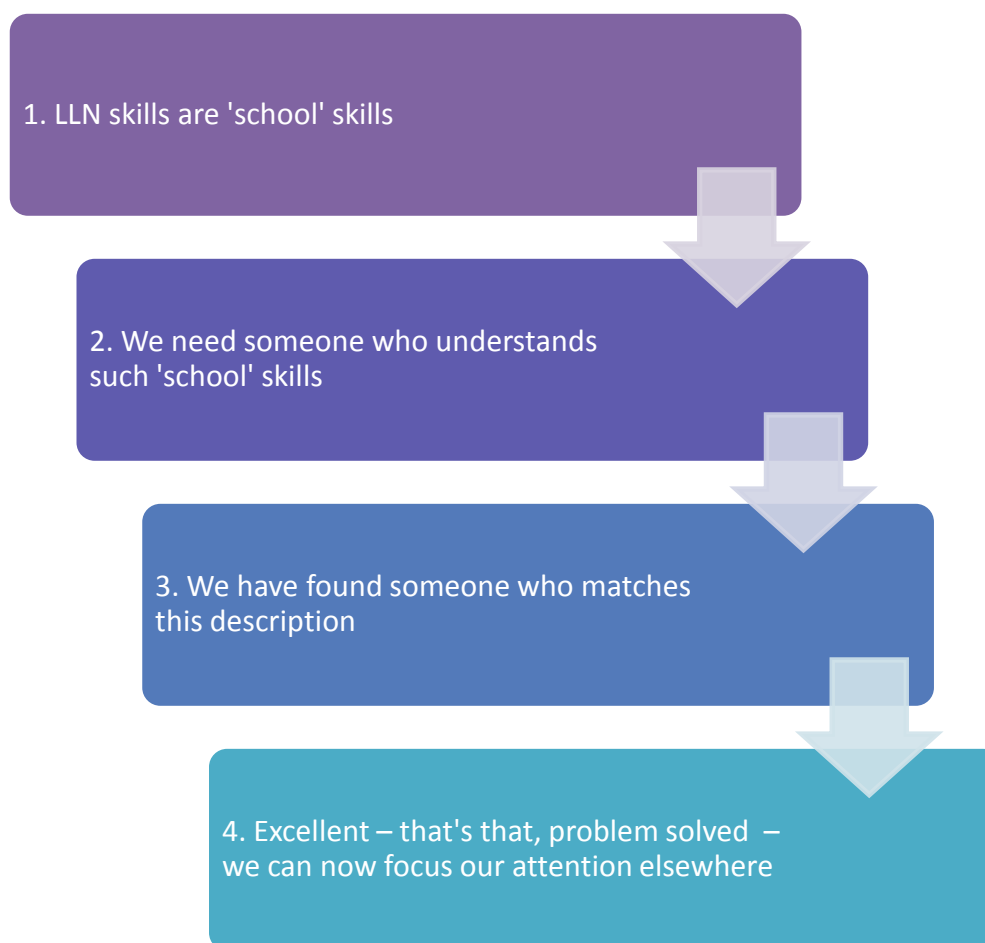 1. LLN skills are 'school' skills
2. We need someone who understands
such 'school' skills
3. We have found someone who matches
this description
4. Excellent – that's that, problem solved –
we can now focus our attention elsewhere